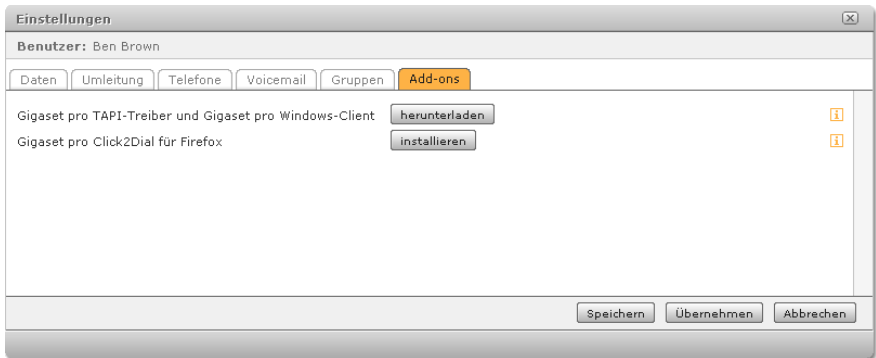 Einstellungen
Benutzer: Ben Brown
Daten Umleitung Telefone Voicemail Gruppen Add-ons
Gigaset pro TAPI-Treiber und Gigaset pro Windows-Client herunterladen i
Gigaset pro Click2Dial für Firefox installieren i
Speichern Übernehmen Abbrechen